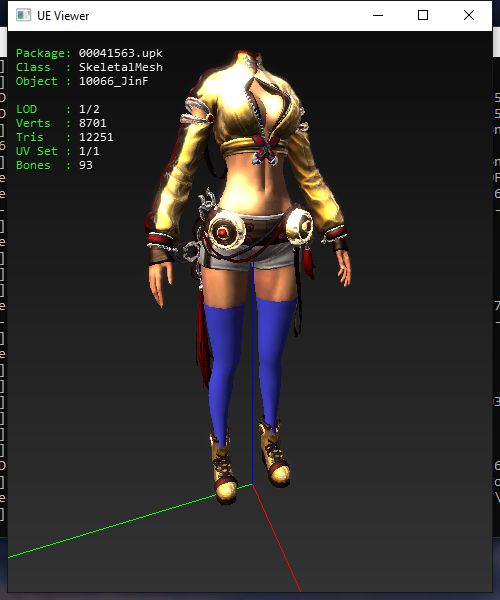 UE Viewer
Package: 00041563.upk
Class  : SkeletalMesh
Object : 10066_JinF
LOD    : 1/2
Verts  : 8701
Tris   : 12251
UV Set : 1/1
Bones  : 93